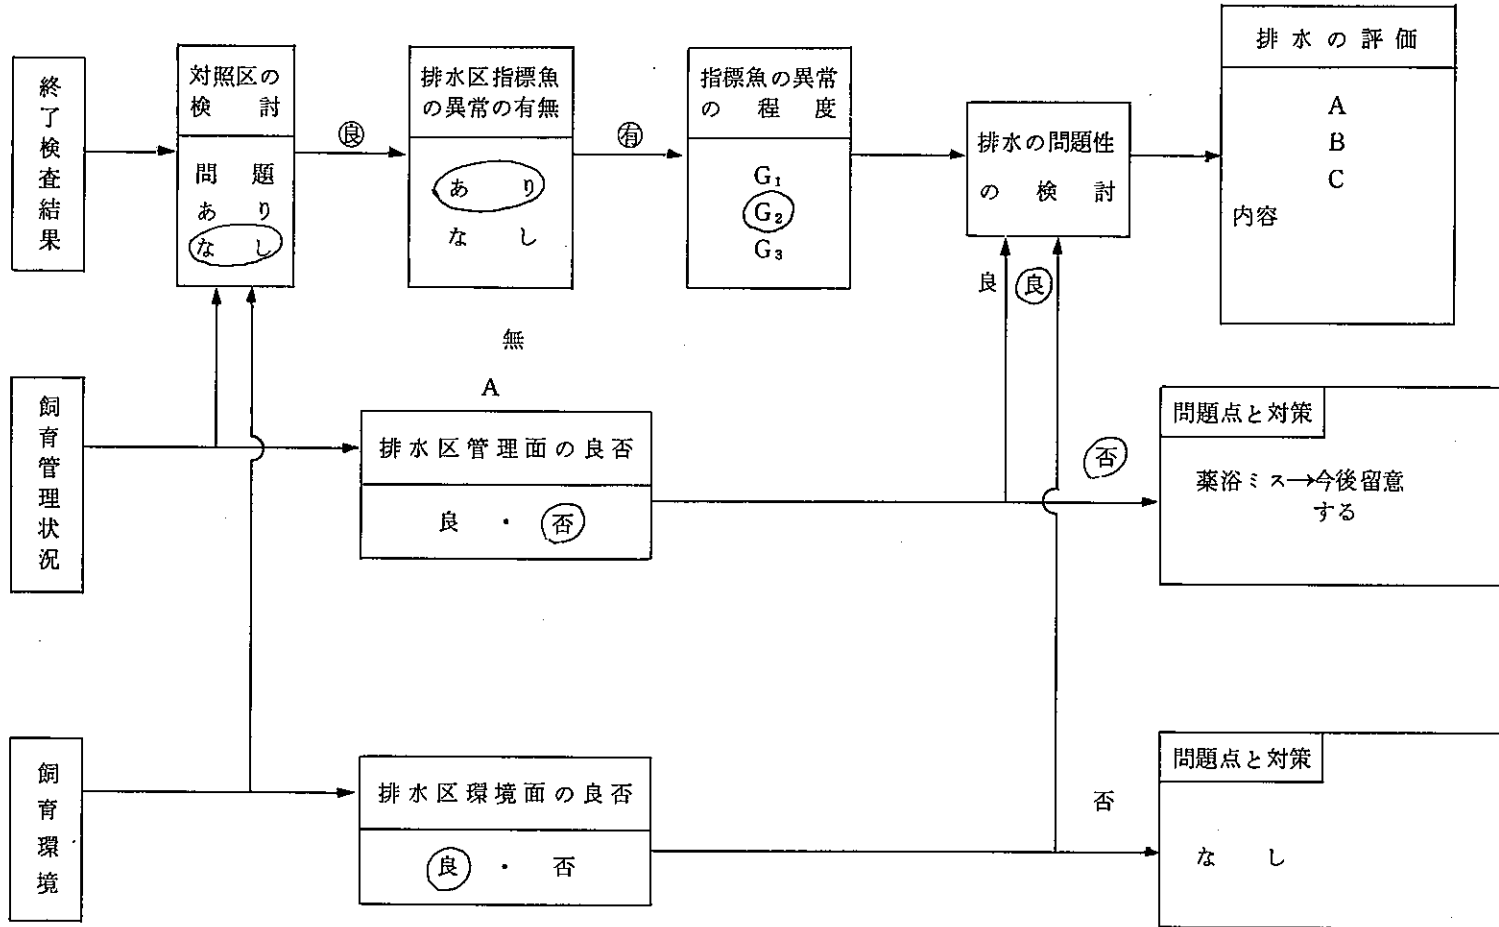 終了検査結果
対照区の
検討
問題
あり
なし
良
排水区指標魚
の異常の有無
あり
なし
有
指標魚の異常
の程度
G₁
G₂
G₃
排水の問題性
の検討
排水の評価
A
B
C
内容
良
良
無
A
飼育管理状況
排水区管理面の良否
良・否
否
問題点と対策
薬浴ミス→今後留意
する
飼育環境
排水区環境面の良否
良・否
否
問題点と対策
なし